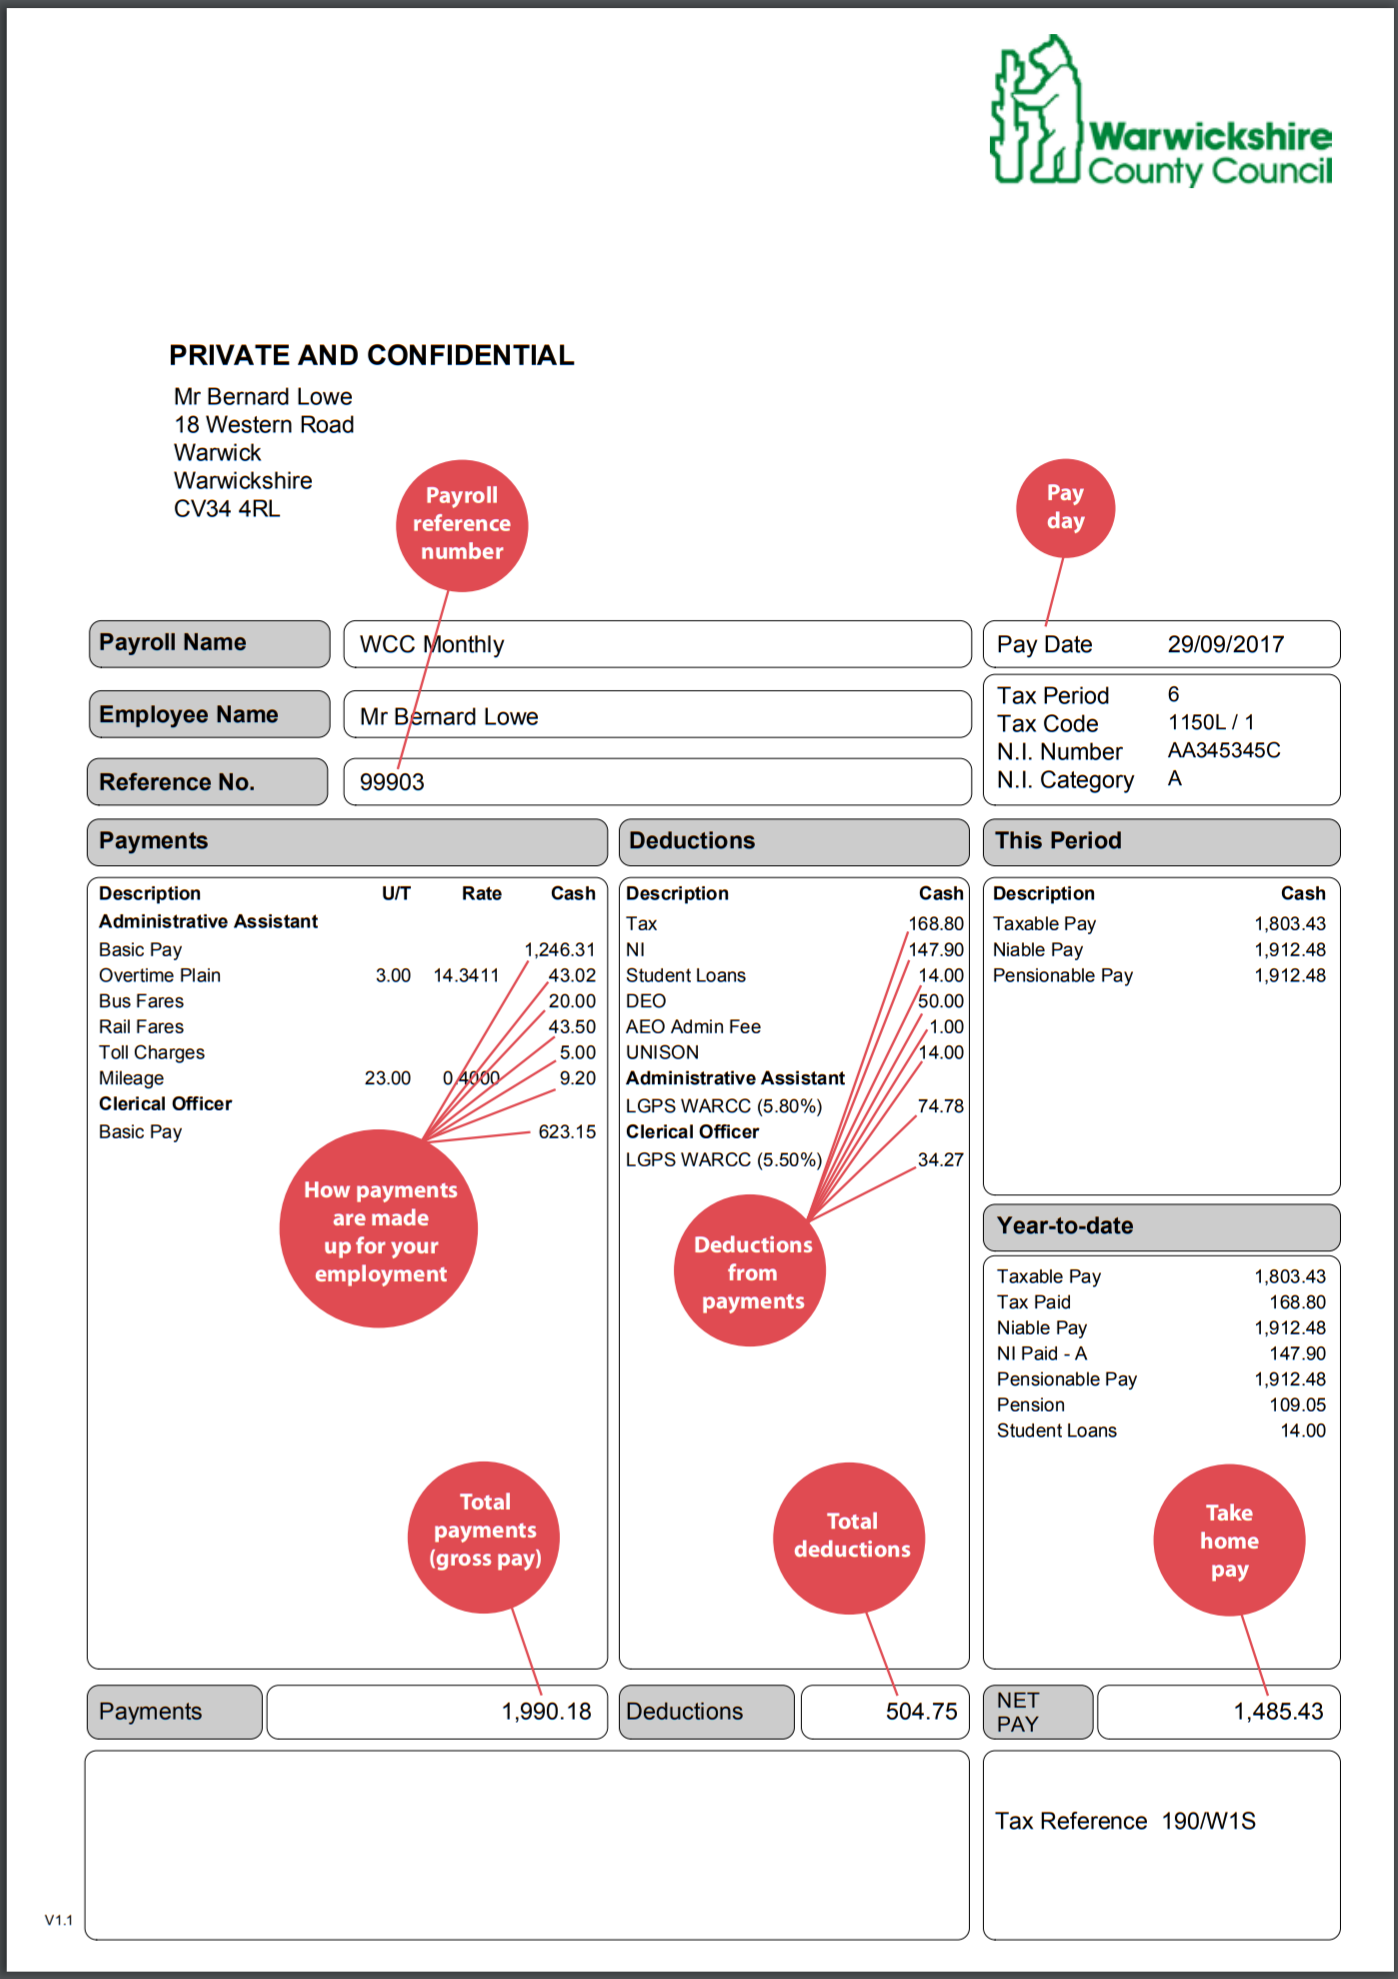 Warwickshire
County Council
PRIVATE AND CONFIDENTIAL
Mr Bernard Lowe
18 Western Road
Warwick
Warwickshire
CV34 4RL
Payroll
reference
number
Pay
day
Payroll Name WCC Monthly
Pay Date 29/09/2017
Employee Name Mr Bernard Lowe
Reference No. 99903
Tax Period 6
Tax Code 1150L / 1
N.I. Number AA345345C
N.I. Category A
Payments
Description U/T Rate Cash
Administrative Assistant
Basic Pay 1,246.31
Overtime Plain 3.00 14.3411 43.02
Bus Fares 20.00
Rail Fares 43.50
Toll Charges 5.00
Mileage 23.00 0.4000 9.20
Clerical Officer
Basic Pay 623.15
How payments
are made
up for your
employment
Total
payments
(gross pay)
Deductions
Description Cash
Tax 168.80
NI 147.90
Student Loans 14.00
DEO 50.00
AEO Admin Fee 1.00
UNISON 14.00
Administrative Assistant
LGPS WARCC (5.80%) 74.78
Clerical Officer
LGPS WARCC (5.50%) 34.27
Deductions
from
payments
Total
deductions
This Period
Description Cash
Taxable Pay 1,803.43
Niable Pay 1,912.48
Pensionable Pay 1,912.48
Year-to-date
Taxable Pay 1,803.43
Tax Paid 168.80
Niable Pay 1,912.48
NI Paid - A 147.90
Pensionable Pay 1,912.48
Pension 109.05
Student Loans 14.00
Take
home
pay
Payments 1,990.18
Deductions 504.75
NET
PAY 1,485.43
Tax Reference 190/W1S
V1.1